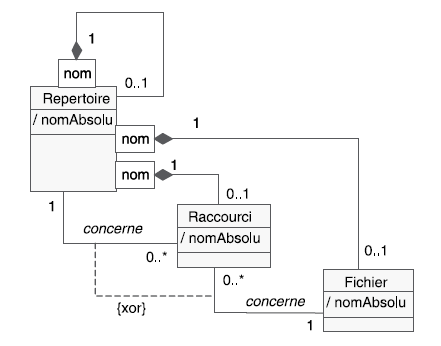 1
nom
0..1
Repertoire
/ nomAbsolu
nom
1
nom
1
0..1
1
concerne
0..*
Raccourci
/ nomAbsolu
0..*
0..1
{xor}
concerne
1
Fichier
/ nomAbsolu